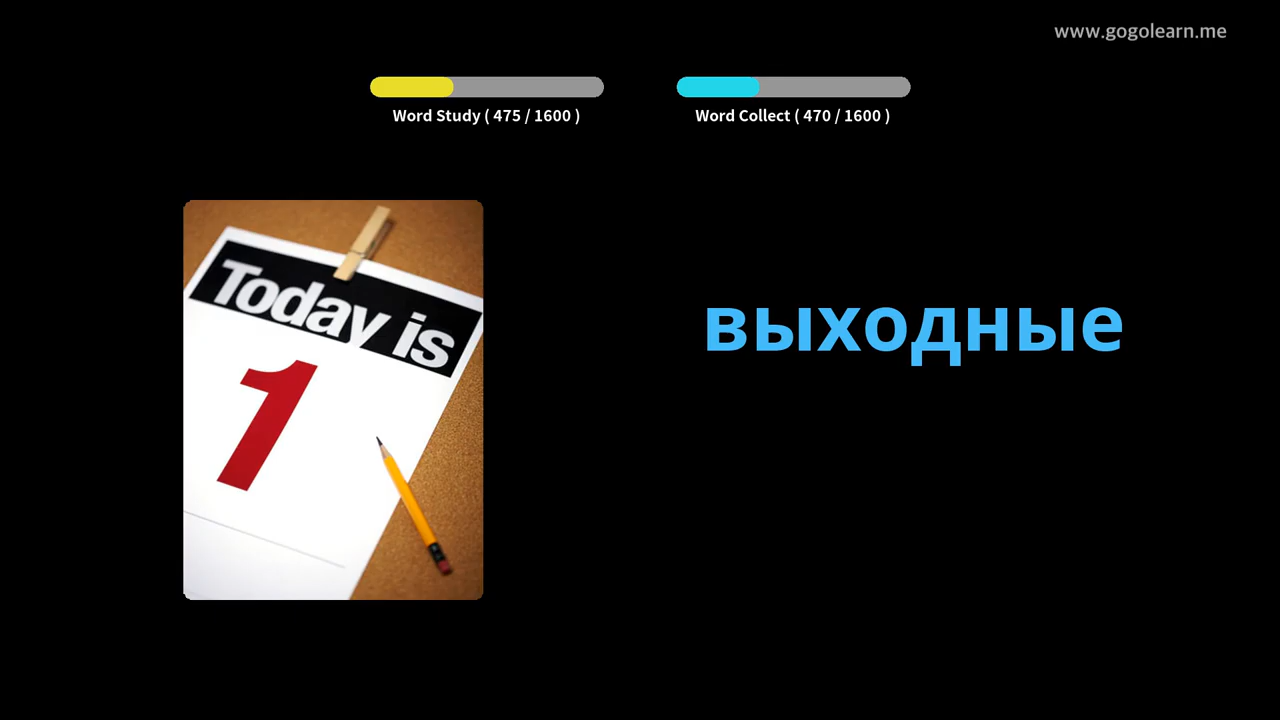 www.gogolearn.me
Word Study ( 475 / 1600 )
Word Collect ( 470 / 1600 )
Today is
1
выходные